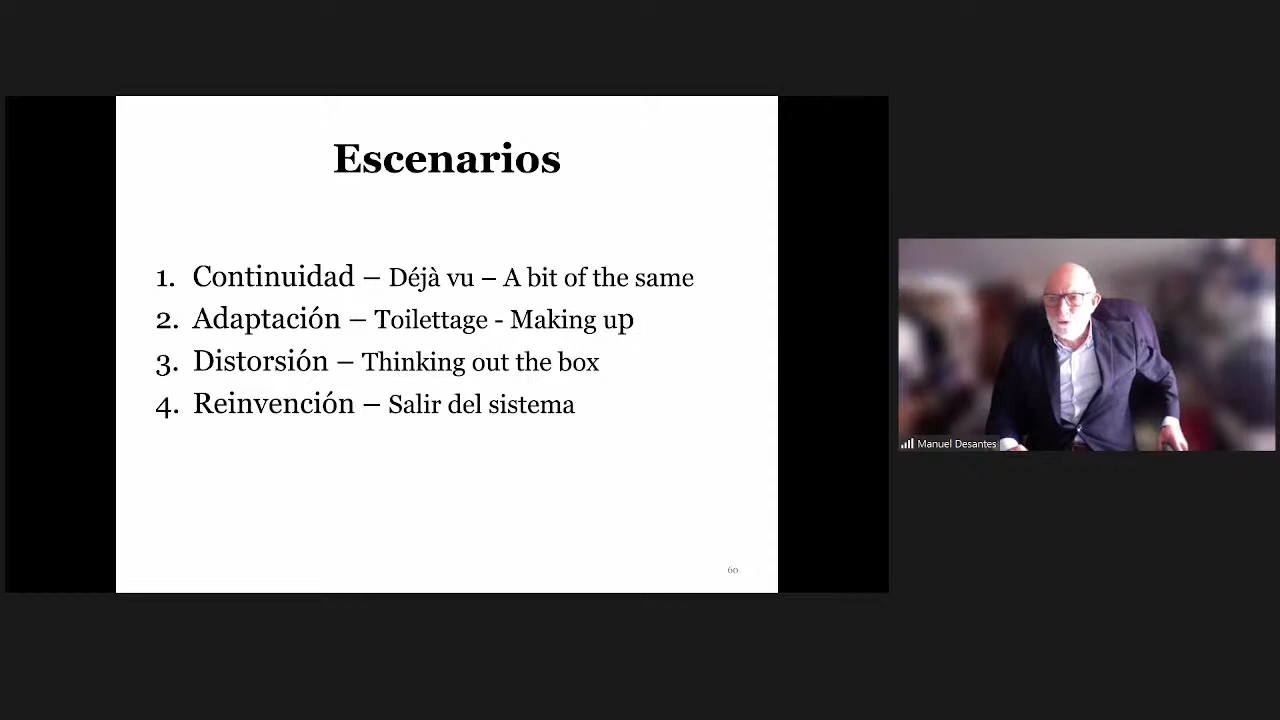 Escenarios
1. Continuidad – Déjà vu – A bit of the same
2. Adaptación – Toilettage - Making up
3. Distorsión – Thinking out the box
4. Reinvención – Salir del sistema
60
Manuel Desantes